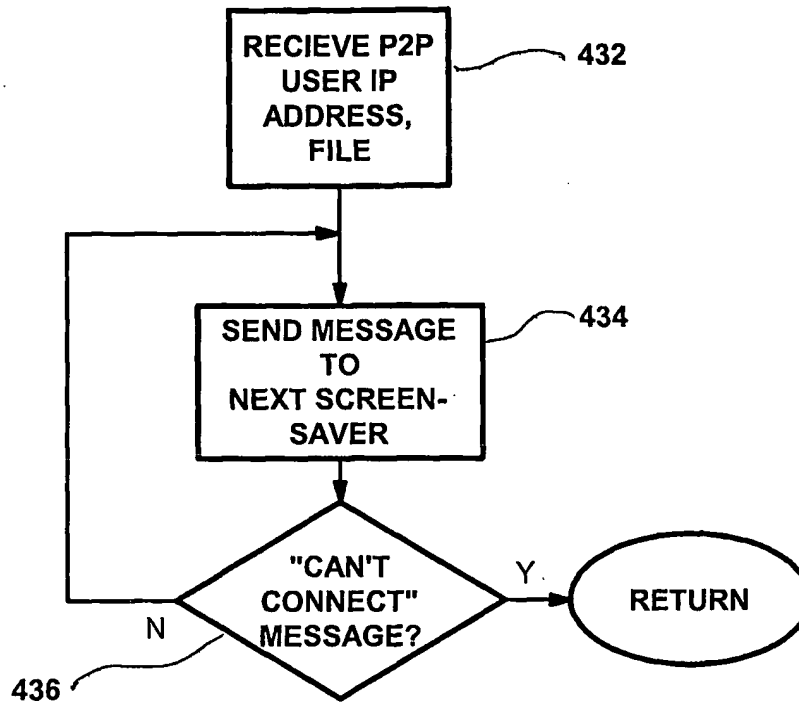 RECIEVE P2P
USER IP
ADDRESS,
FILE
432
SEND MESSAGE
TO
NEXT SCREEN-
SAVER
434
"CAN'T
CONNECT"
MESSAGE?
Y
RETURN
N
436